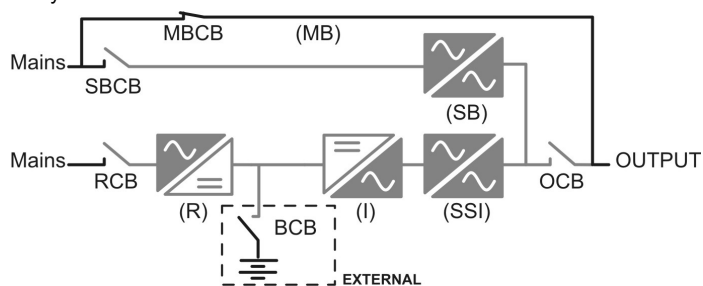 MBCB (MB)
Mains
SBCB
(SB)
Mains OUTPUT
RCB OCB
(R) (I) (SSI)
BCB
EXTERNAL